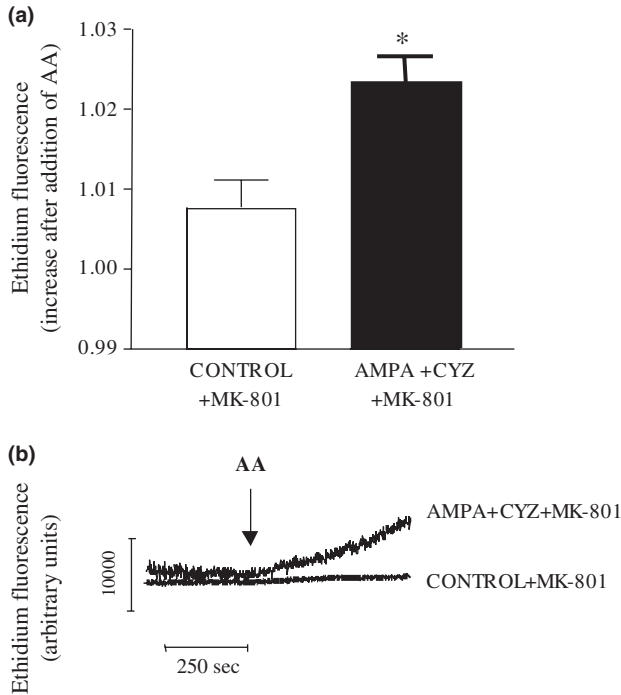 (a)
Ethidium fluorescence
(increase after addition of AA)
1.03
1.02
1.01
1.00
0.99
*
CONTROL
+MK-801
AMPA +CYZ
+MK-801
(b)
Ethidium fluorescence
(arbitrary units)
AA
10000
AMPA+CYZ+MK-801
CONTROL+MK-801
250 sec